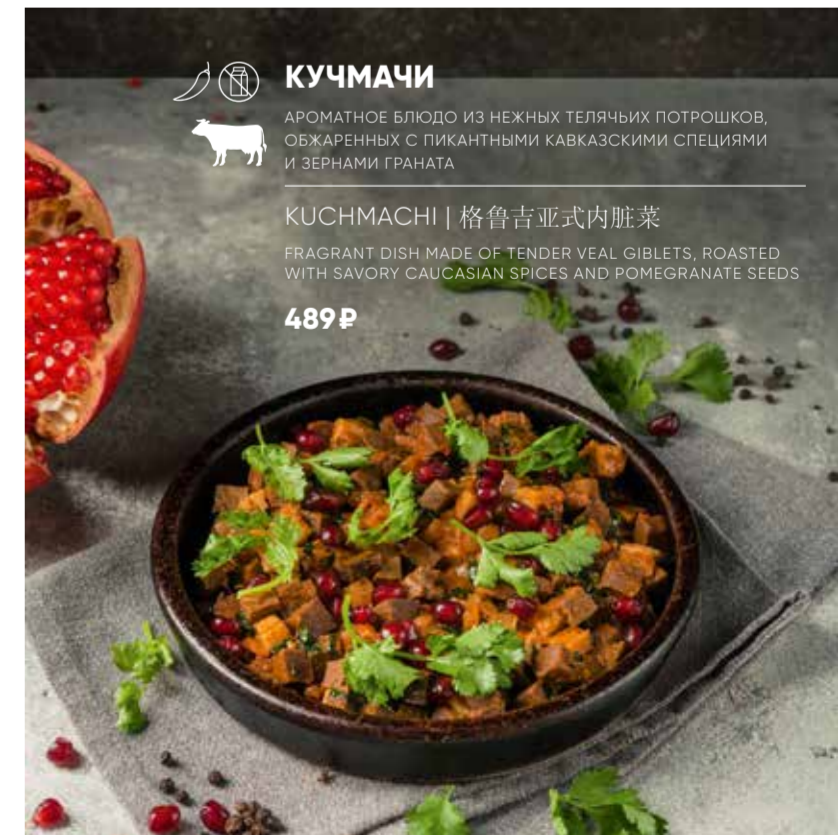 КУЧМАЧИ
АРОМАТНОЕ БЛЮДО ИЗ НЕЖНЫХ ТЕЛЯЧЬИХ ПОТРОШКОВ,
ОБЖАРЕННЫХ С ПИКАНТНЫМИ КАВКАЗСКИМИ СПЕЦИЯМИ
И ЗЕРНАМИ ГРАНАТА
KUCHMACHI | 格鲁吉亚式内脏菜
FRAGRANT DISH MADE OF TENDER VEAL GIBLETS, ROASTED
WITH SAVORY CAUCASIAN SPICES AND POMEGRANATE SEEDS
489 ₽